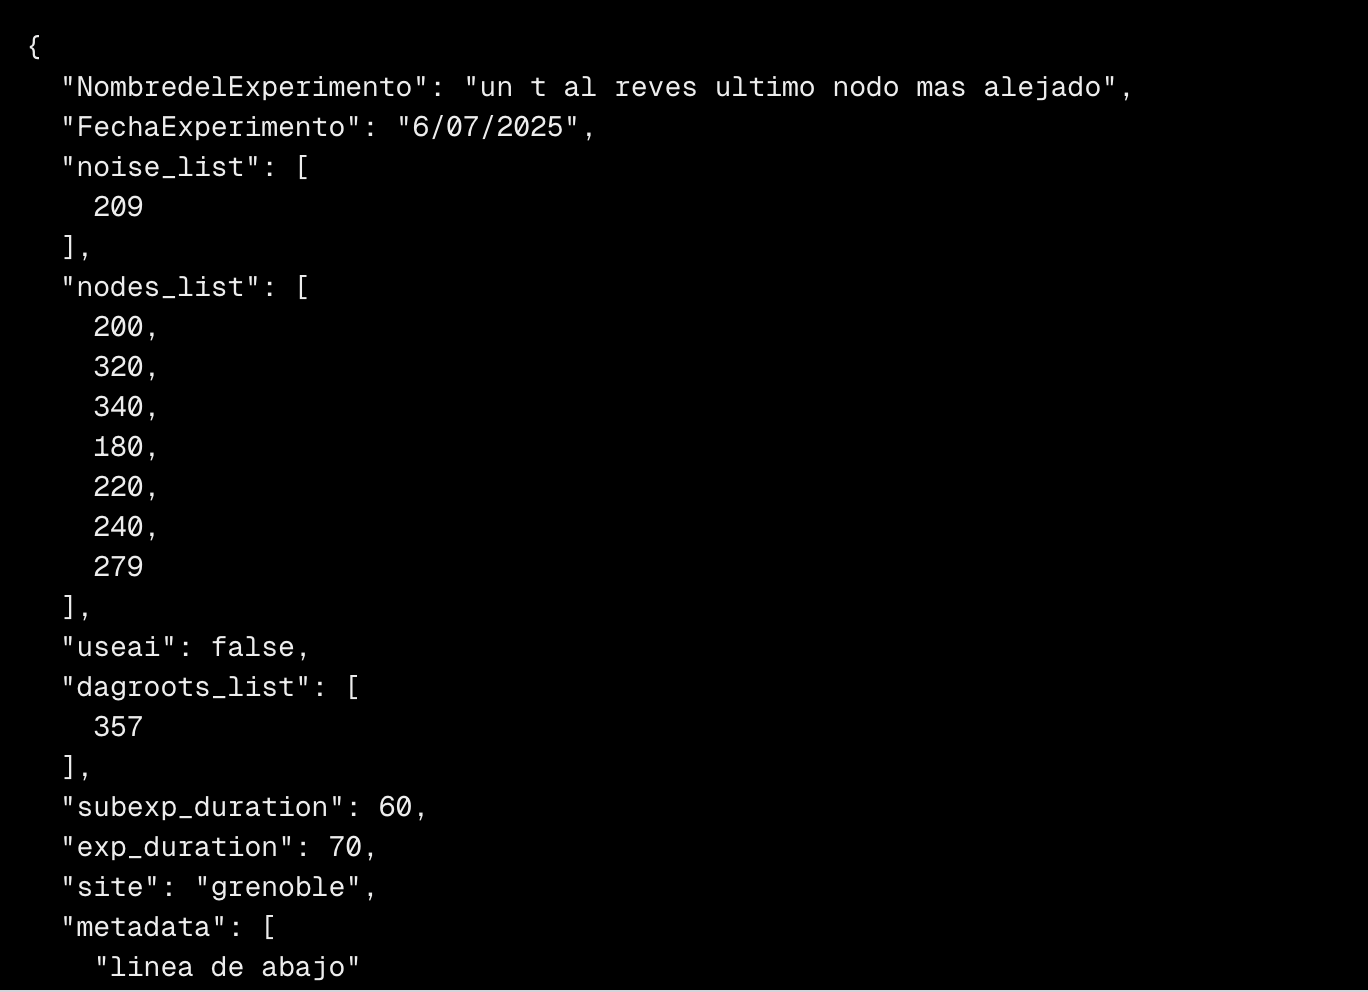 {
  "NombredelExperimento": "un t al reves ultimo nodo mas alejado",
  "FechaExperimento": "6/07/2025",
  "noise_list": [
    209
  ],
  "nodes_list": [
    200,
    320,
    340,
    180,
    220,
    240,
    279
  ],
  "useai": false,
  "dagroots_list": [
    357
  ],
  "subexp_duration": 60,
  "exp_duration": 70,
  "site": "grenoble",
  "metadata": [
    "linea de abajo"